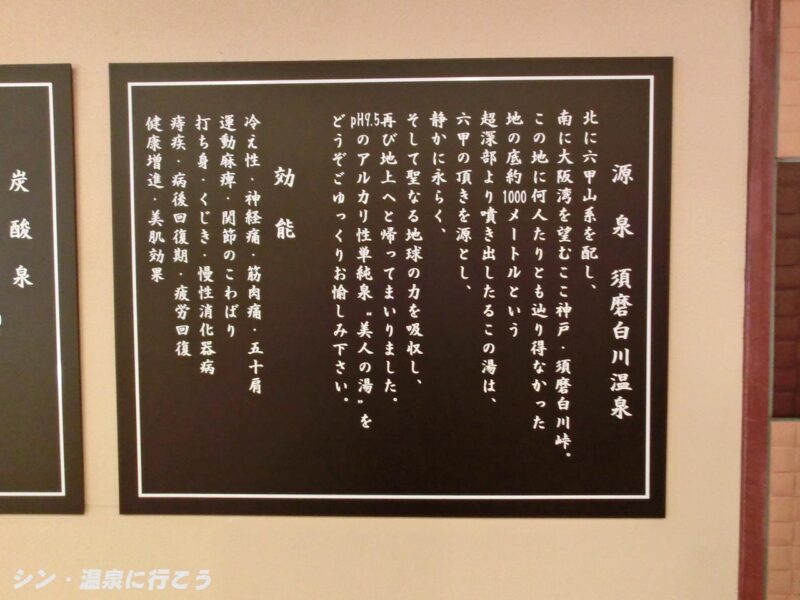 源泉 須磨白川温泉
北に六甲山系を配し、
南に大阪湾を望むここ神戸・須磨白川峠。
この地に何人たりとも辿り得なかった
地の底約1000メートルという
超深部より噴き出したるこの湯は、
六甲の頂きを源とし、
静かに永らく、
そして聖なる地球の力を吸収し、
再び地上へと帰ってまいりました。
pH9.5のアルカリ性単純泉“美人の湯”を
どうぞごゆっくりお愉しみ下さい。
効能
冷え性・神経痛・筋肉痛・五十肩
運動麻痺・関節のこわばり
打ち身・くじき・慢性消化器病
痔疾・病後回復期・疲労回復
健康増進・美肌効果
炭酸泉
シン・温泉に行こう